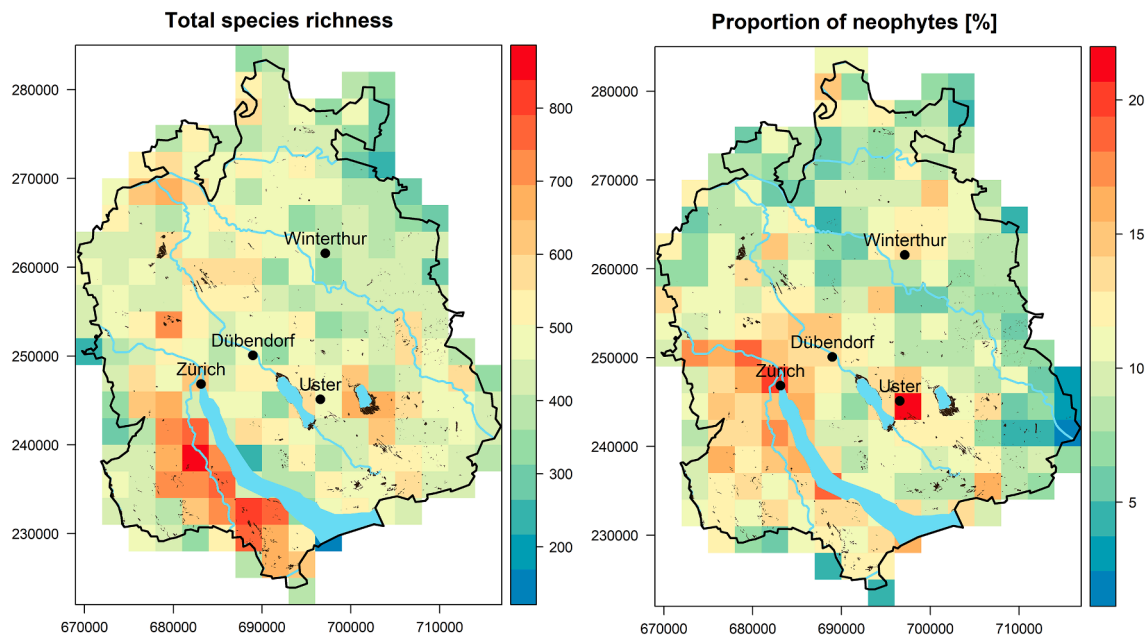 Total species richness
280000
270000
260000
250000
240000
230000
670000 680000 690000 700000 710000
Winterthur
Dübendorf
Zürich
Uster
800
700
600
500
400
300
200
Proportion of neophytes [%]
280000
270000
260000
250000
240000
230000
670000 680000 690000 700000 710000
Winterthur
Dübendorf
Zürich
Uster
20
15
10
5